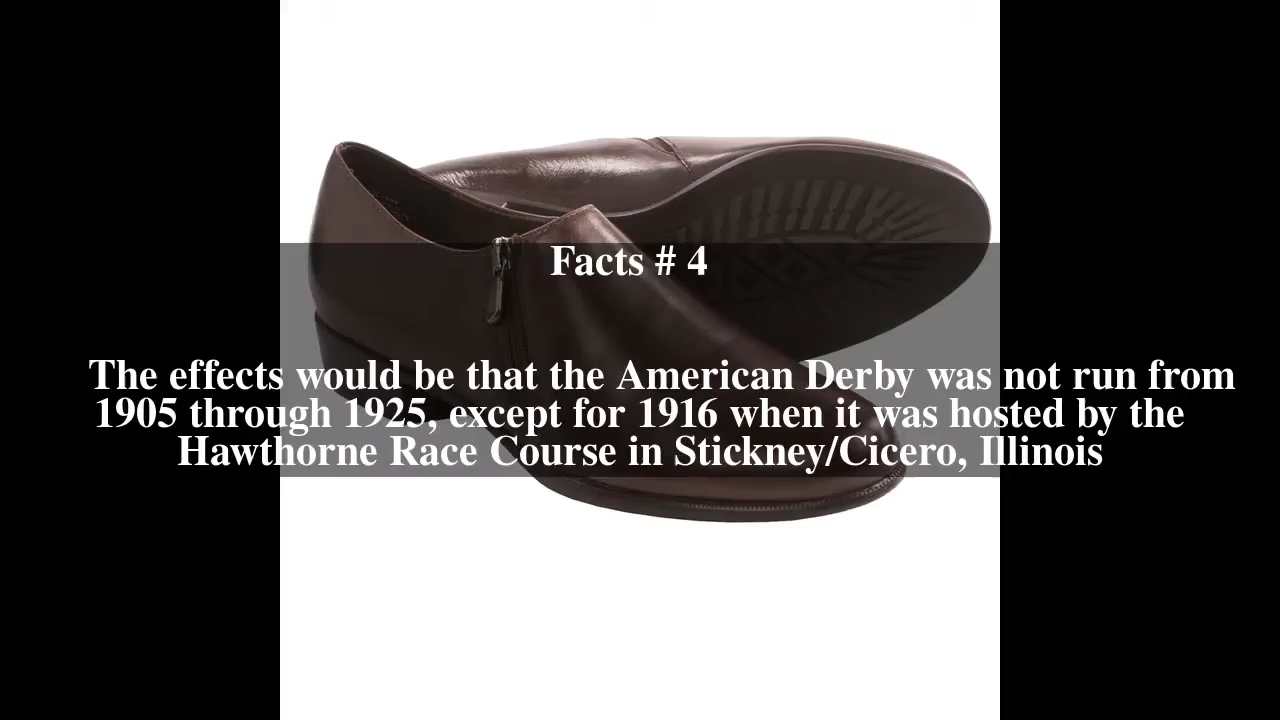 Facts # 4
The effects would be that the American Derby was not run from
1905 through 1925, except for 1916 when it was hosted by the
Hawthorne Race Course in Stickney/Cicero, Illinois